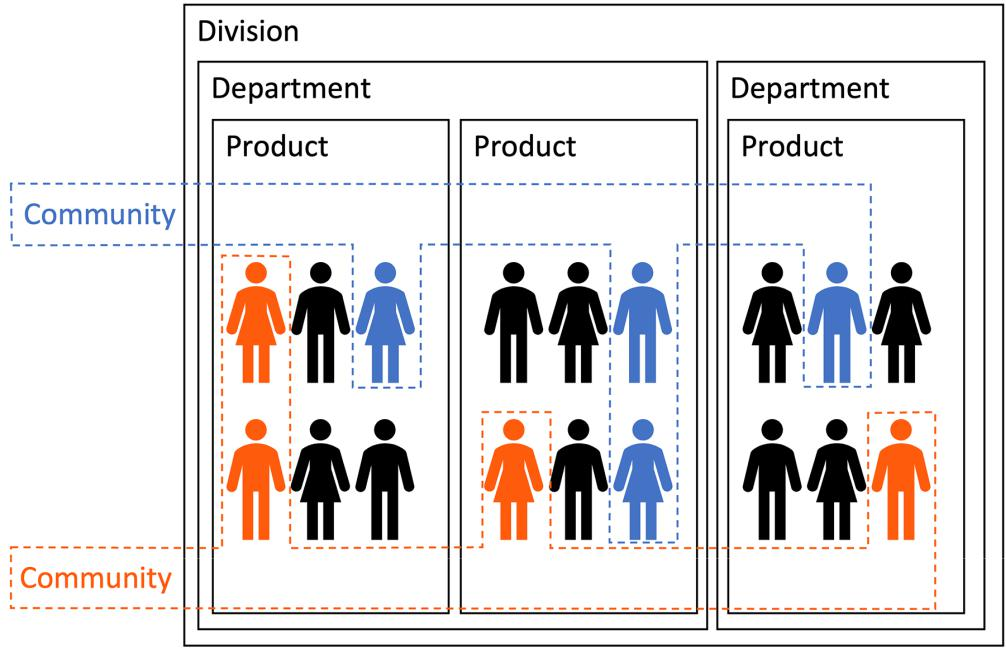 Division
Department
Department
Product
Product
Product
Community
Community